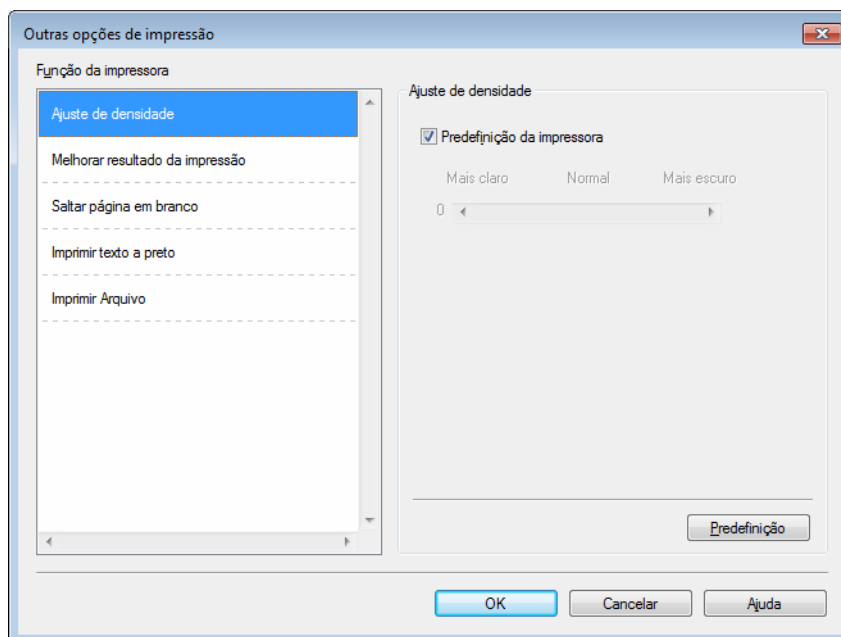 Outras opções de impressão
Função da impressora
Ajuste de densidade
Melhorar resultado da impressão
Saltar página em branco
Imprimir texto a preto
Imprimir Arquivo
Ajuste de densidade
Predefinição da impressora
Mais claro Normal Mais escuro
0
Predefinição
OK Cancelar Ajuda